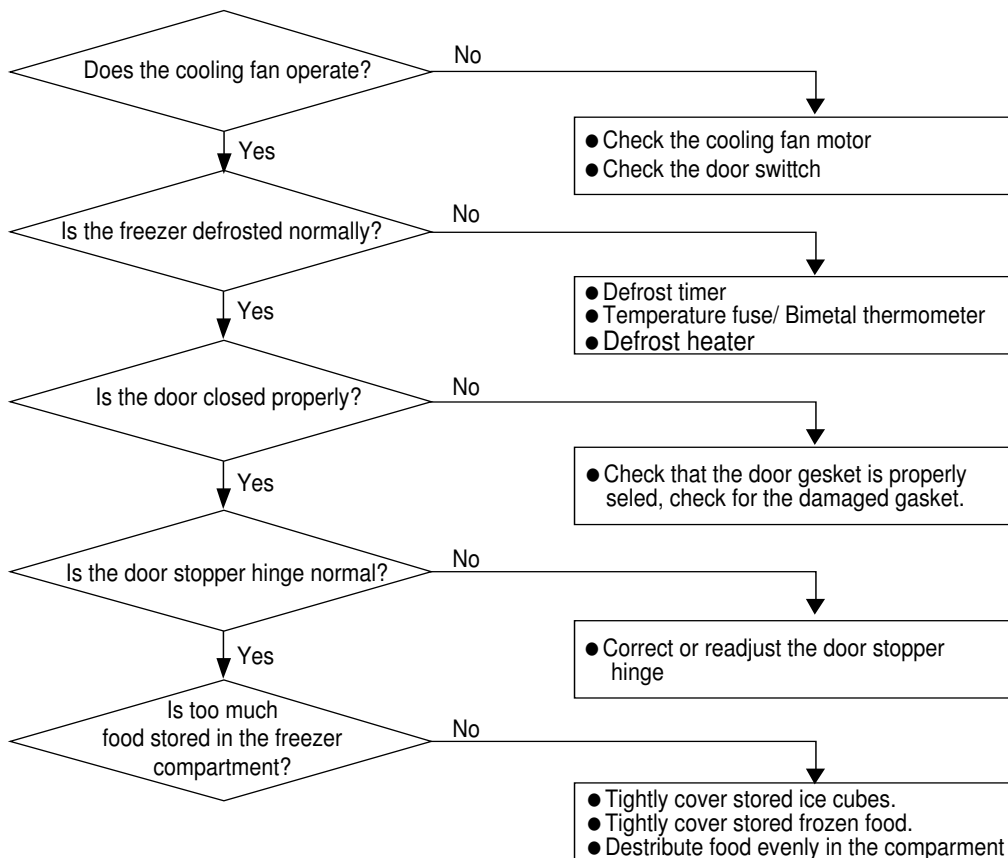 Does the cooling fan operate?
No
● Check the cooling fan motor
● Check the door swittch
Yes
Is the freezer defrosted normally?
No
● Defrost timer
● Temperature fuse/ Bimetal thermometer
● Defrost heater
Yes
Is the door closed properly?
No
● Check that the door gesket is properly
seled, check for the damaged gasket.
Yes
Is the door stopper hinge normal?
No
● Correct or readjust the door stopper
hinge
Yes
Is too much
food stored in the freezer
compartment?
No
● Tightly cover stored ice cubes.
● Tightly cover stored frozen food.
● Destribute food evenly in the comparment